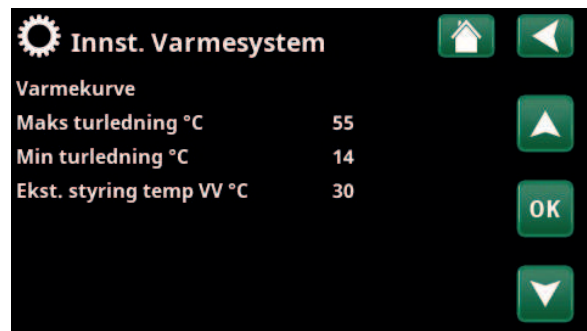 Innst. Varmesystem
Varmekurve
Maks turledning °C 55
Min turledning °C 14
Ekst. styring temp VV °C 30
OK